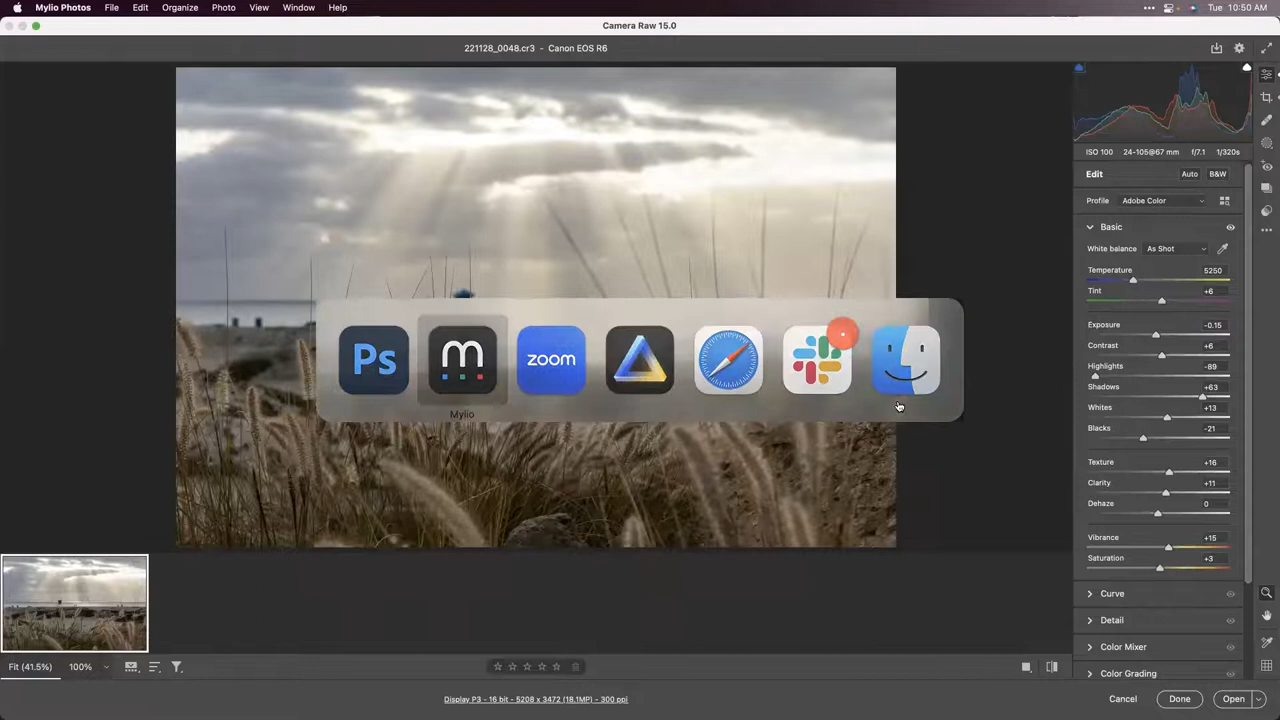 Mylio Photos File Edit Organize Photo View Window Help Tue 10:50 AM
Camera Raw 15.0
221128_0048.cr3 - Canon EOS R6
ISO 100 24-105@67 mm f/7.1 1/320s
Edit Auto B&W
Profile Adobe Color
Basic
White balance As Shot
Temperature 5250
Tint +6
Exposure -0.15
Contrast +6
Highlights -89
Shadows +63
Whites +13
Blacks -21
Texture +16
Clarity +11
Dehaze 0
Vibrance +15
Saturation +3
Curve
Detail
Color Mixer
Color Grading
Ps m zoom
Mylio
Fit (41.5%) 100%
Display P3 - 16 bit - 5208 x 3472 (18.1MP) - 300 ppi
Cancel Done Open